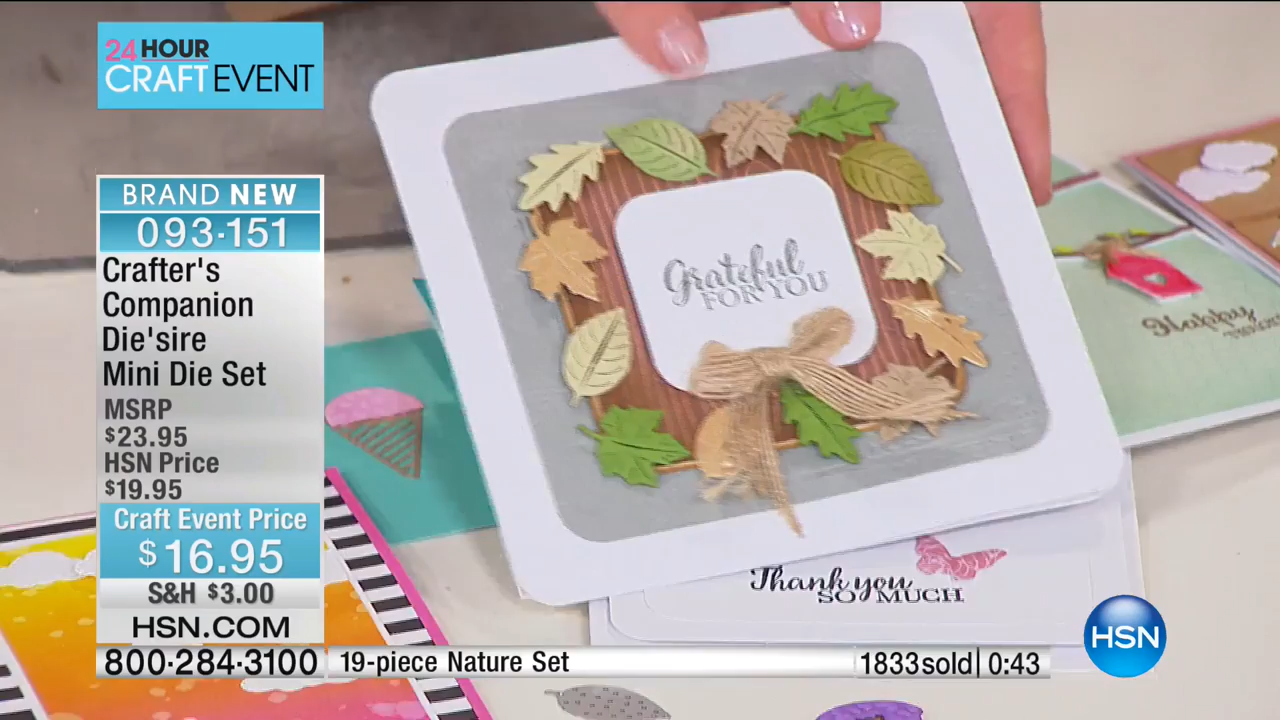 24 HOUR
CRAFT EVENT
BRAND NEW
093-151
Crafter's
Companion
Die'sire
Mini Die Set
MSRP
$23.95
HSN Price
$19.95
Craft Event Price
$16.95
S&H $3.00
HSN.COM
800-284-3100
19-piece Nature Set
1833sold
0:43
HSN
Grateful
FOR YOU
Thank you
SO MUCH
Happy